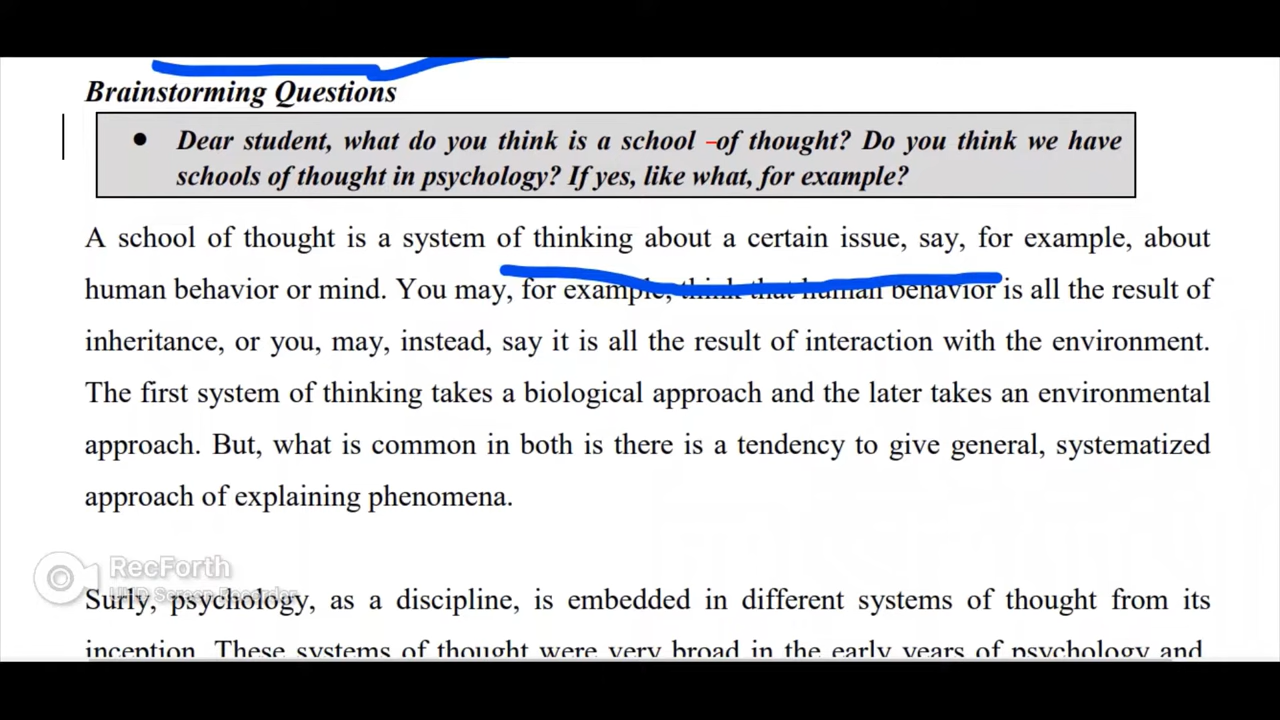 Brainstorming Questions
• Dear student, what do you think is a school –of thought? Do you think we have
schools of thought in psychology? If yes, like what, for example?
A school of thought is a system of thinking about a certain issue, say, for example, about
human behavior or mind. You may, for example, think that human behavior is all the result of
inheritance, or you, may, instead, say it is all the result of interaction with the environment.
The first system of thinking takes a biological approach and the later takes an environmental
approach. But, what is common in both is there is a tendency to give general, systematized
approach of explaining phenomena.
RecForth
UHD Screen Recorder
Surly, psychology, as a discipline, is embedded in different systems of thought from its
inception. These systems of thought were very broad in the early years of psychology and,